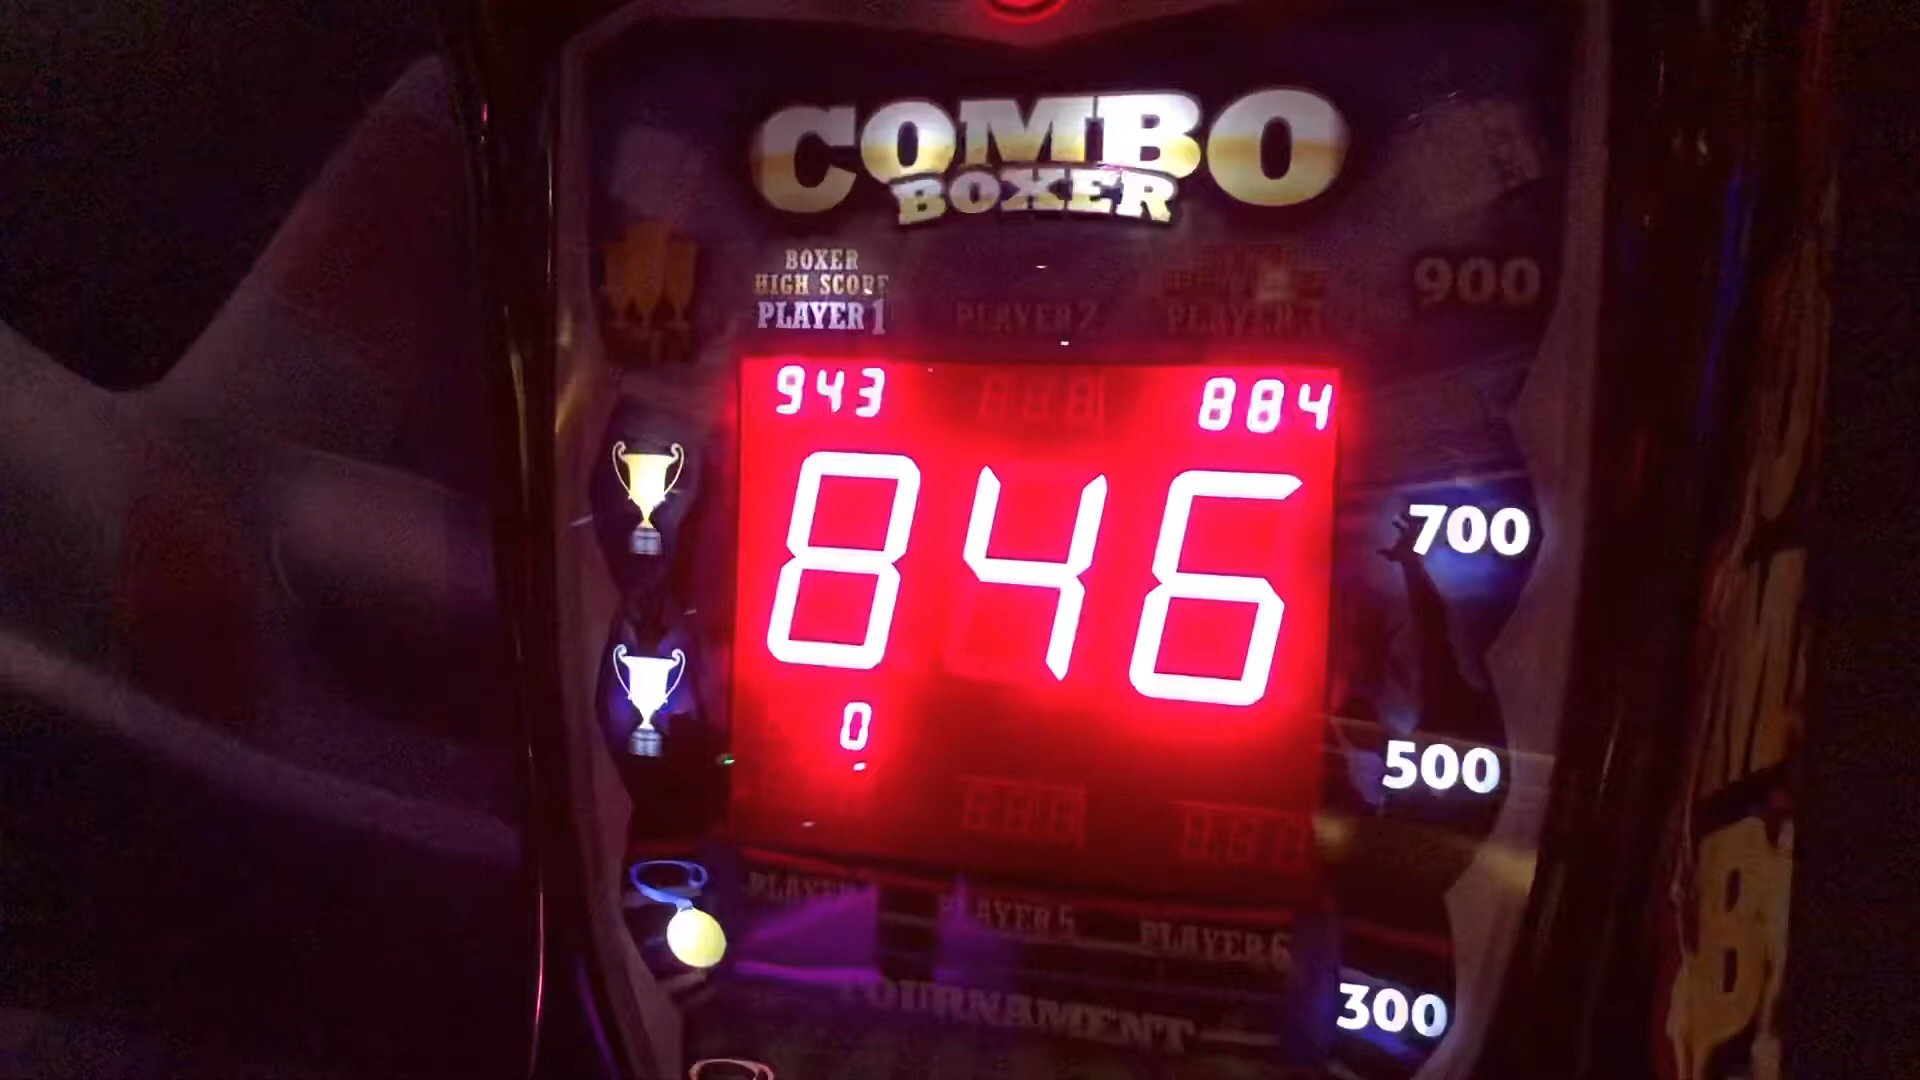 COMBO
BOXER
BOXER
HIGH SCORE
PLAYER 1 PLAYER 2 PLAYER 3
900
943 884
846
700
0
500
PLAYER PLAYER 5 PLAYER 6
TOURNAMENT
300